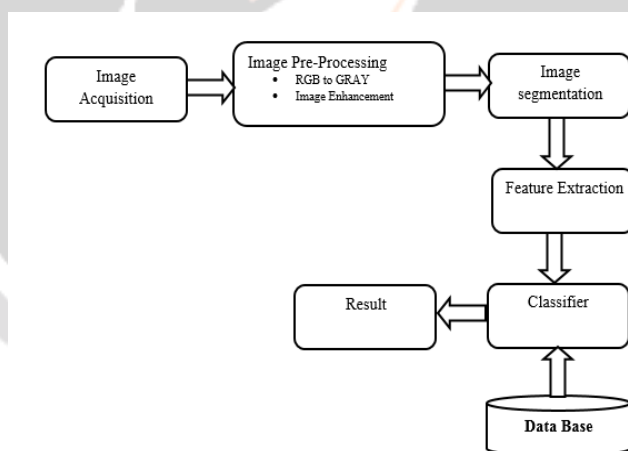 Image
Acquisition
Image Pre-Processing
• RGB to GRAY
• Image Enhancement
Image
segmentation
Feature Extraction
Classifier
Result
Data Base